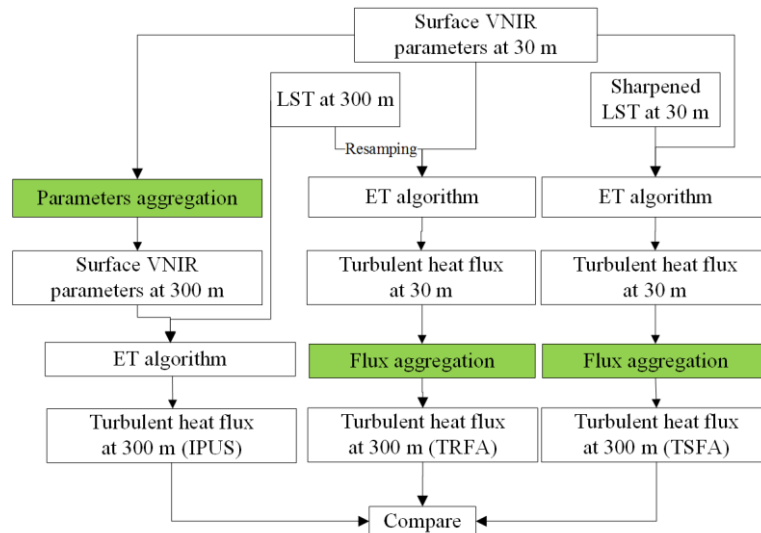 Surface VNIR
parameters at 30 m
LST at 300 m
Sharpened
LST at 30 m
Resamping
Parameters aggregation
ET algorithm
ET algorithm
Surface VNIR
parameters at 300 m
Turbulent heat flux
at 30 m
Turbulent heat flux
at 30 m
ET algorithm
Flux aggregation
Flux aggregation
Turbulent heat flux
at 300 m (IPUS)
Turbulent heat flux
at 300 m (TRFA)
Turbulent heat flux
at 300 m (TSFA)
Compare